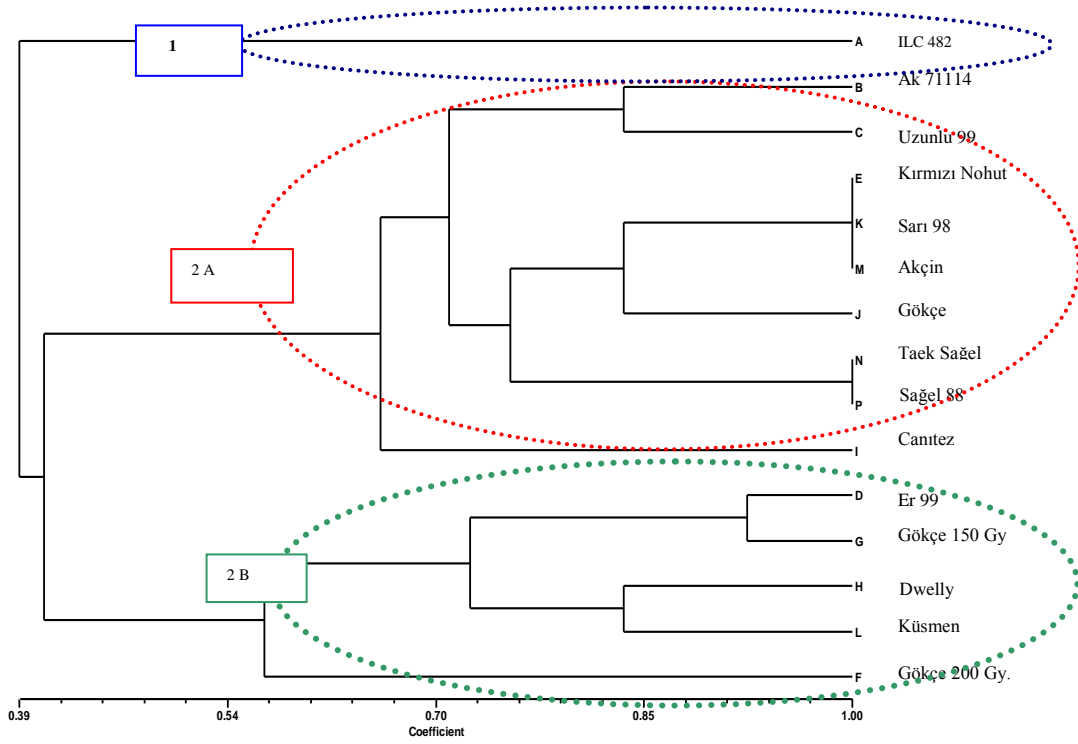 1
A ILC 482
B Ak 71114
C Uzunlu 99
E Kırmızı Nohut
K Sarı 98
2 A
M Akçin
J Gökçe
N Taek Sağel
P Sağel 88
I Canıtez
D Er 99
G Gökçe 150 Gy
2 B
H Dwelly
L Küsmen
F Gökçe 200 Gy.
0.39 0.54 0.70 0.85 1.00
Coefficient